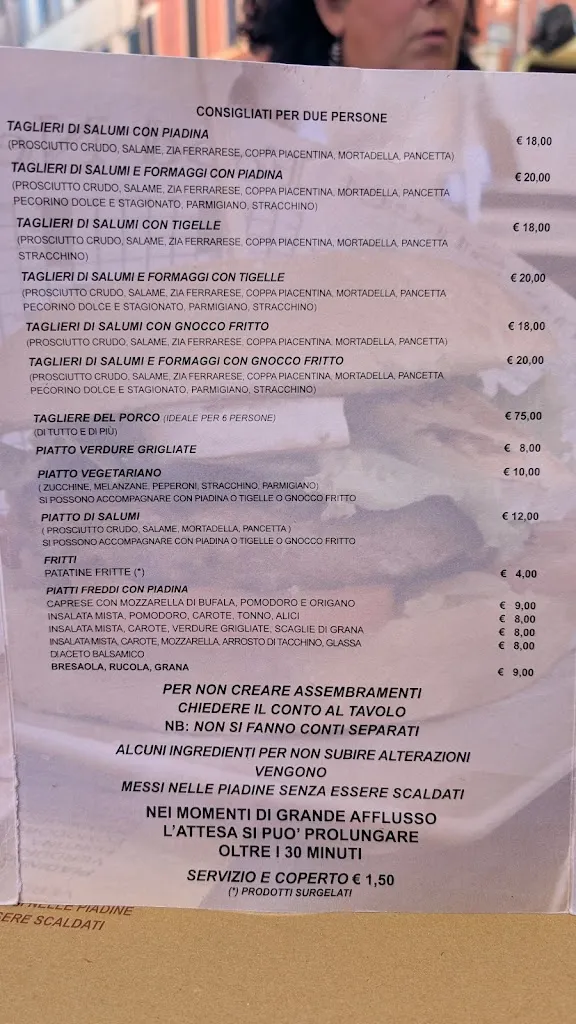 CONSIGLIATI PER DUE PERSONE
TAGLIERI DI SALUMI CON PIADINA € 18,00
(PROSCIUTTO CRUDO, SALAME, ZIA FERRARESE, COPPA PIACENTINA, MORTADELLA, PANCETTA)
TAGLIERI DI SALUMI E FORMAGGI CON PIADINA € 20,00
(PROSCIUTTO CRUDO, SALAME, ZIA FERRARESE, COPPA PIACENTINA, MORTADELLA, PANCETTA
PECORINO DOLCE E STAGIONATO, PARMIGIANO, STRACCHINO)
TAGLIERI DI SALUMI CON TIGELLE € 18,00
(PROSCIUTTO CRUDO, SALAME, ZIA FERRARESE, COPPA PIACENTINA, MORTADELLA, PANCETTA
STRACCHINO)
TAGLIERI DI SALUMI E FORMAGGI CON TIGELLE € 20,00
(PROSCIUTTO CRUDO, SALAME, ZIA FERRARESE, COPPA PIACENTINA, MORTADELLA, PANCETTA
PECORINO DOLCE E STAGIONATO, PARMIGIANO, STRACCHINO)
TAGLIERI DI SALUMI CON GNOCCO FRITTO € 18,00
(PROSCIUTTO CRUDO, SALAME, ZIA FERRARESE, COPPA PIACENTINA, MORTADELLA, PANCETTA)
TAGLIERI DI SALUMI E FORMAGGI CON GNOCCO FRITTO € 20,00
(PROSCIUTTO CRUDO, SALAME, ZIA FERRARESE, COPPA PIACENTINA, MORTADELLA, PANCETTA,
PECORINO DOLCE E STAGIONATO, PARMIGIANO, STRACCHINO)
TAGLIERE DEL PORCO (IDEALE PER 6 PERSONE) € 75,00
(DI TUTTO E DI PIÙ)
PIATTO VERDURE GRIGLIATE € 8,00
PIATTO VEGETARIANO € 10,00
( ZUCCHINE, MELANZANE, PEPERONI, STRACCHINO, PARMIGIANO)
SI POSSONO ACCOMPAGNARE CON PIADINA O TIGELLE O GNOCCO FRITTO
PIATTO DI SALUMI € 12,00
( PROSCIUTTO CRUDO, SALAME, MORTADELLA, PANCETTA )
SI POSSONO ACCOMPAGNARE CON PIADINA O TIGELLE O GNOCCO FRITTO
FRITTI
PATATINE FRITTE (*) € 4,00
PIATTI FREDDI CON PIADINA
CAPRESE CON MOZZARELLA DI BUFALA, POMODORO E ORIGANO € 9,00
INSALATA MISTA, POMODORO, CAROTE, TONNO, ALICI € 8,00
INSALATA MISTA, CAROTE, VERDURE GRIGLIATE, SCAGLIE DI GRANA € 8,00
INSALATA MISTA, CAROTE, MOZZARELLA, ARROSTO DI TACCHINO, GLASSA € 8,00
DI ACETO BALSAMICO
BRESAOLA, RUCOLA, GRANA € 9,00
PER NON CREARE ASSEMBRAMENTI
CHIEDERE IL CONTO AL TAVOLO
NB: NON SI FANNO CONTI SEPARATI
ALCUNI INGREDIENTI PER NON SUBIRE ALTERAZIONI
VENGONO
MESSI NELLE PIADINE SENZA ESSERE SCALDATI
NEI MOMENTI DI GRANDE AFFLUSSO
L'ATTESA SI PUO' PROLUNGARE
OLTRE I 30 MINUTI
SERVIZIO E COPERTO € 1,50
(*) PRODOTTI SURGELATI
NELLE PIADINE
ERE SCALDATI